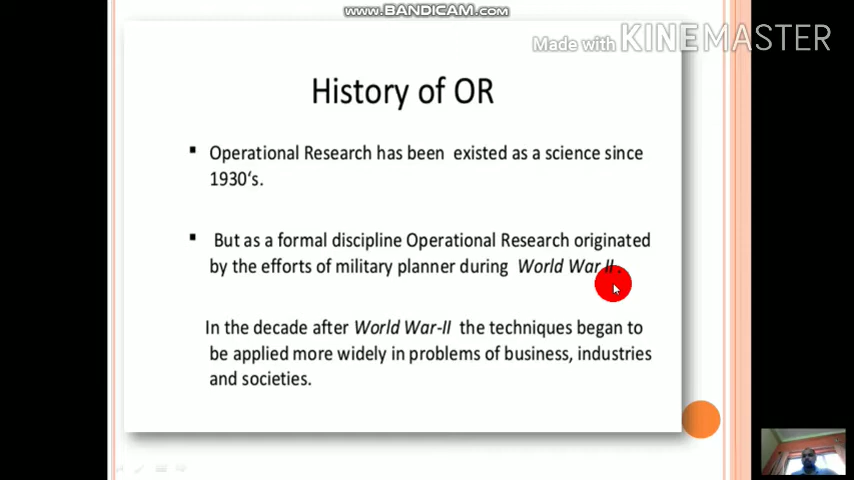 www.BANDICAM.com
Made with KINEMASTER
History of OR
▪ Operational Research has been existed as a science since
1930's.
▪ But as a formal discipline Operational Research originated
by the efforts of military planner during World War II .
In the decade after World War-II the techniques began to
be applied more widely in problems of business, industries
and societies.